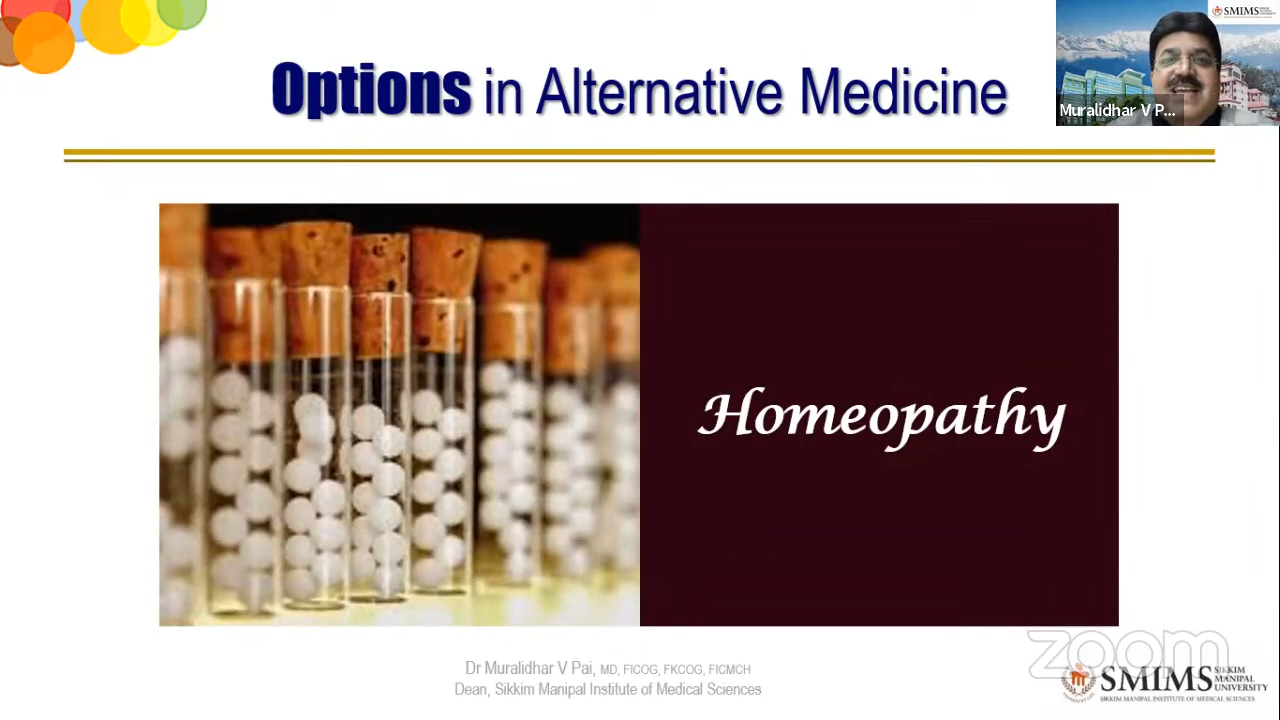 Options in Alternative Medicine
SMIMS
Muralidhar V P...
Homeopathy
Dr Muralidhar V Pai, MD, FICOG, FKCOG, FICMCH
Dean, Sikkim Manipal Institute of Medical Sciences
zoom
SMIMS SIKKIM MANIPAL UNIVERSITY
SIKKIM MANIPAL INSTITUTE OF MEDICAL SCIENCES